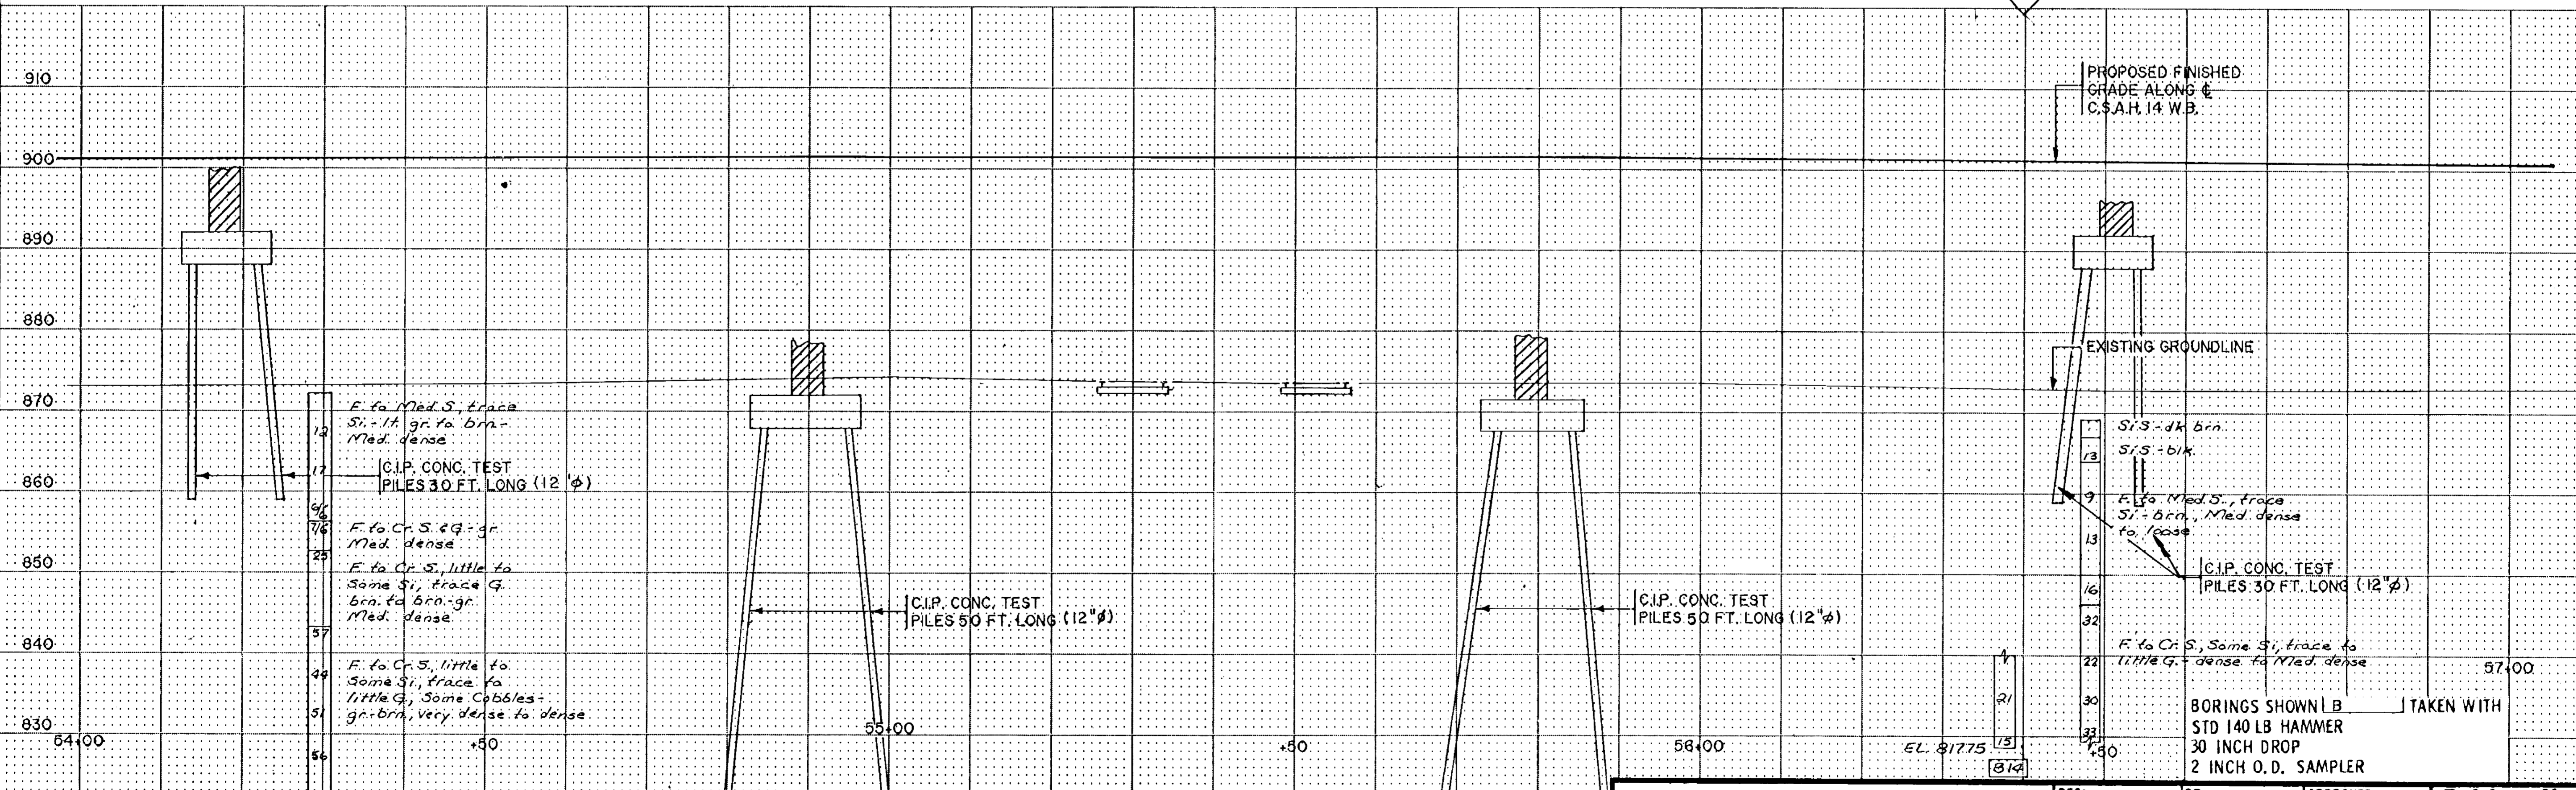 910
PROPOSED FINISHED
GRADE ALONG ℄
C.S.A.H. 14 W.B.
900
890
880
EXISTING GROUNDLINE
870
F. to Med. S., trace
Si. - lt. gr. to brn -
Med. dense
12
17
C.I.P. CONC. TEST
PILES 30 FT. LONG (12"φ)
860
6/6
7/6
F. to Cr. S. & G. - gr.
Med. dense
25
850
F. to Cr. S., little to
Some Si, trace G.
brn. to brn.-gr.
Med. dense
57
840
F. to Cr. S., little to
Some Si., trace to
little G., Some Cobbles -
gr.-brn., very dense to dense
44
51
830
56
54+00
+50
55+00
+50
56+00
+50
57+00
C.I.P. CONC. TEST
PILES 50 FT. LONG (12"φ)
C.I.P. CONC. TEST
PILES 50 FT. LONG (12"φ)
7
Si S - dk brn.
13
Si S - blk.
9
F. to Med. S., trace
Si - brn., Med. dense
to loose
13
C.I.P. CONC. TEST
PILES 30 FT. LONG (12"φ)
16
32
F. to Cr. S., Some Si, trace to
little G. - dense to Med. dense
22
30
33
N
21
15
EL. 817.75
B14
BORINGS SHOWN B TAKEN WITH
STD 140 LB HAMMER
30 INCH DROP
2 INCH O.D. SAMPLER